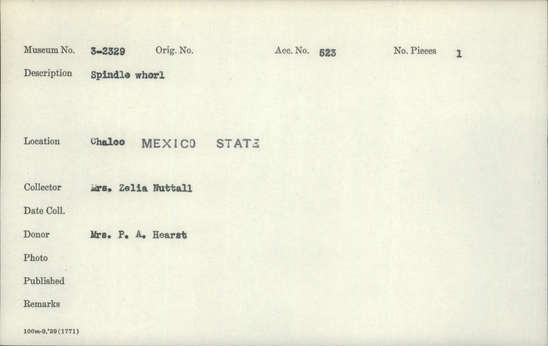 Museum No. 3-2329 Orig. No. Acc. No. 523 No. Pieces 1
Description Spindle whorl
Location Chalco MEXICO STATE
Collector Mrs. Zelia Nuttall
Date Coll.
Donor Mrs. P. A. Hearst
Photo
Published
Remarks
100m-9,'29(1771)